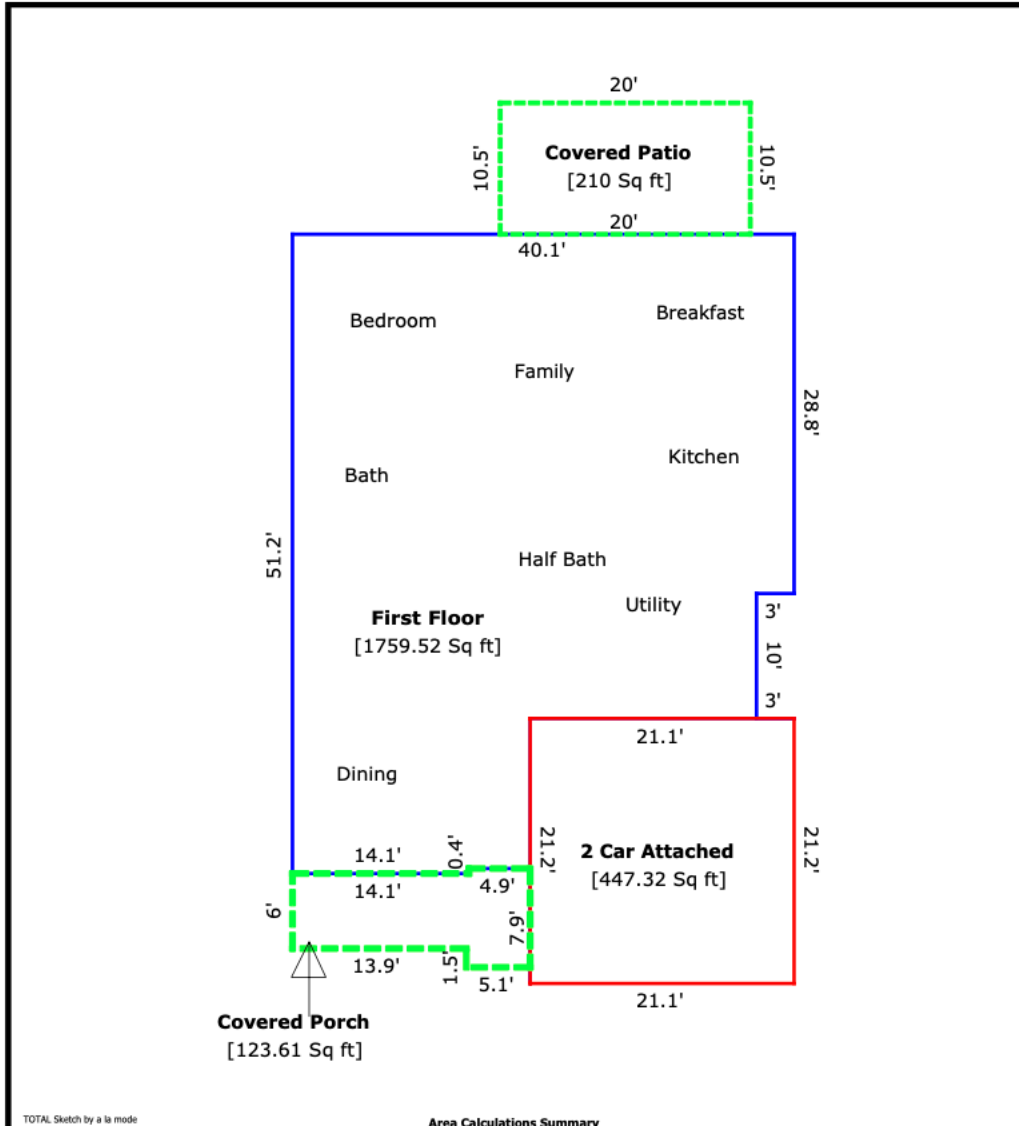 20'
10.5'
Covered Patio
[210 Sq ft]
10.5'
20'
40.1'
Bedroom
Breakfast
Family
28.8'
Kitchen
Bath
51.2'
Half Bath
Utility
3'
First Floor
[1759.52 Sq ft]
10'
3'
21.1'
Dining
14.1'
0.4'
21.2'
2 Car Attached
[447.32 Sq ft]
21.2'
14.1'
4.9'
6'
7.9'
13.9'
1.5'
5.1'
21.1'
Covered Porch
[123.61 Sq ft]
TOTAL Sketch by a la mode
Area Calculations Summary